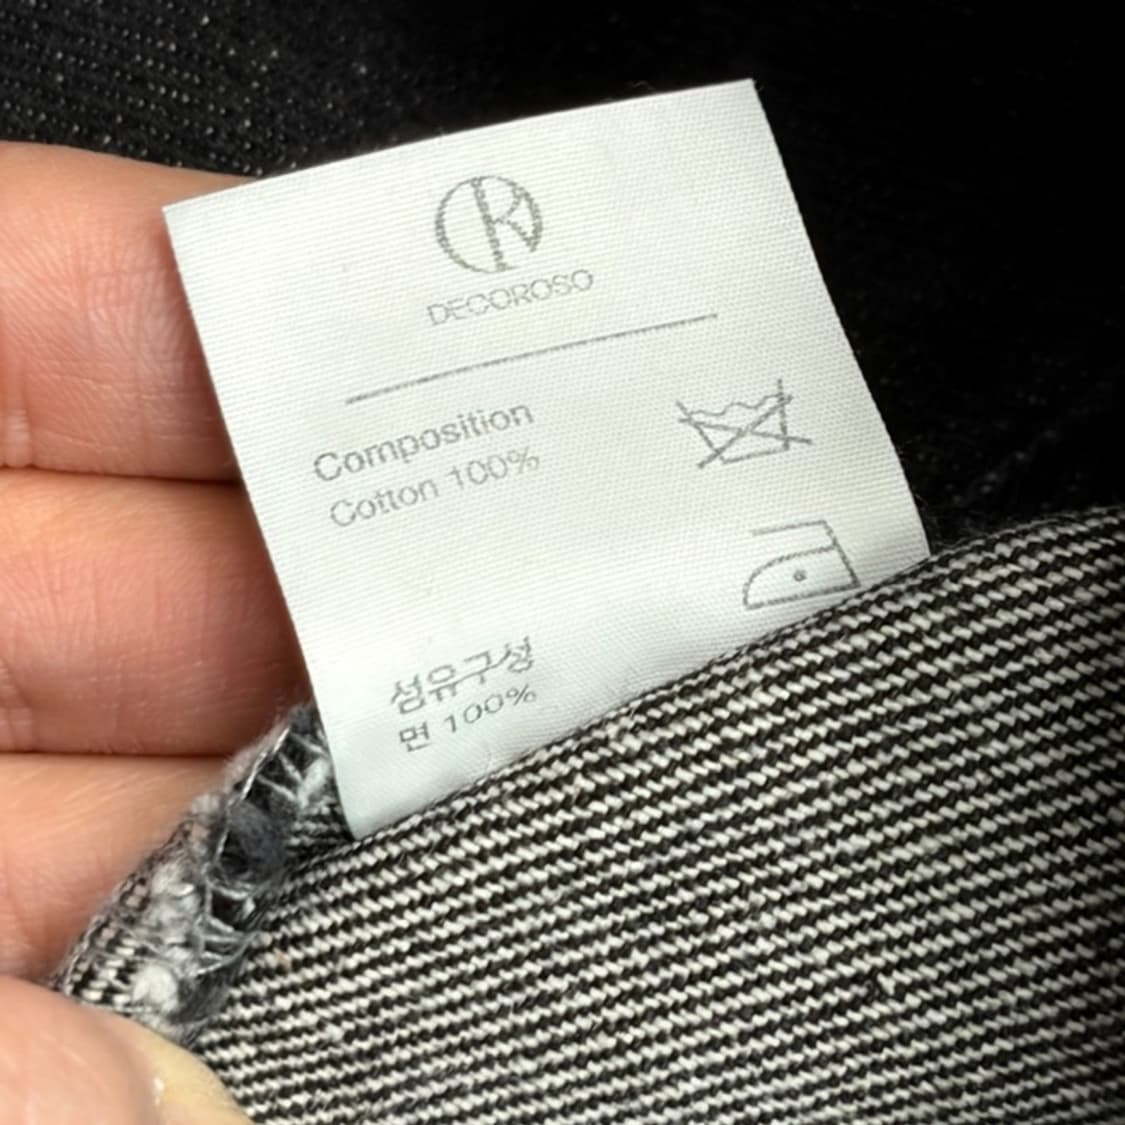 DECOROSO
Composition
Cotton 100%
섬유구성
면 100%